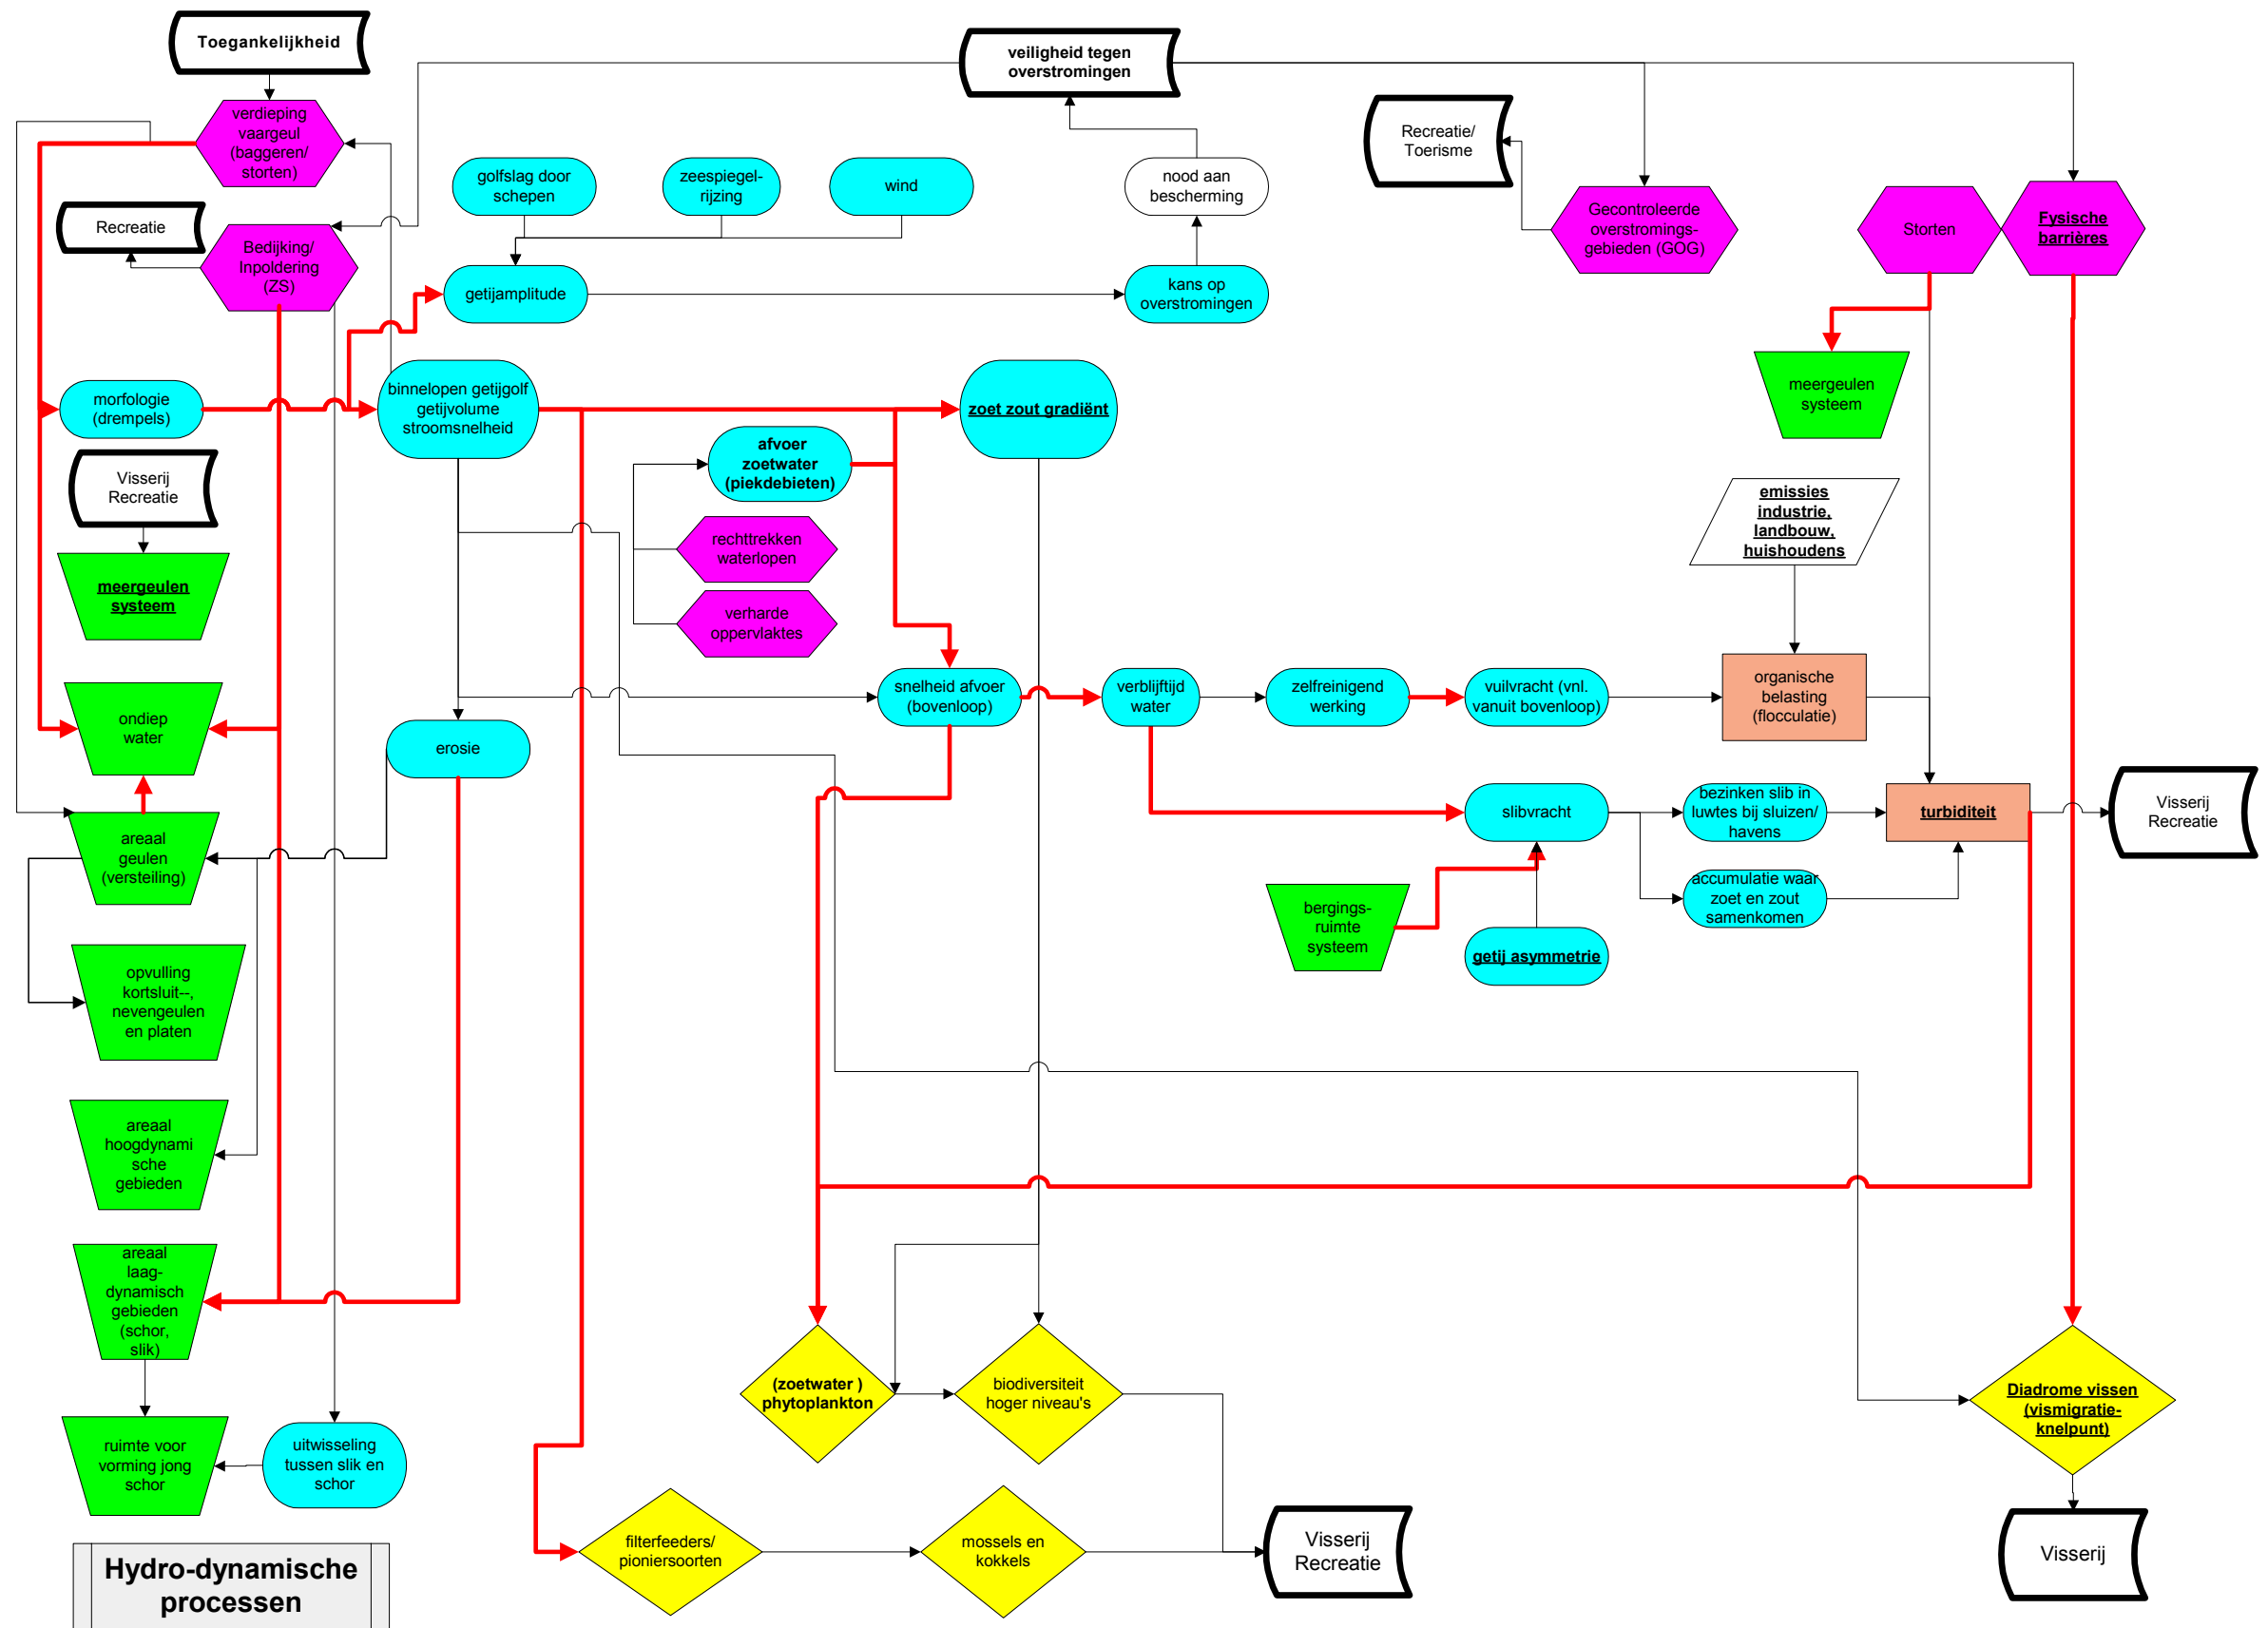 Toegankelijkheid
veiligheid tegen
overstromingen
verdieping
vaargeul
(baggeren/
storten)
Recreatie/
Toerisme
golfslag door
schepen
zeespiegel-
rijzing
wind
nood aan
bescherming
Recreatie
Bedijking/
Inpoldering
(ZS)
Gecontroleerde
overstromings-
gebieden (GOG)
Storten
Fysische
barrières
getijamplitude
kans op
overstromingen
morfologie
(drempels)
binnelopen getijgolf
getijvolume
stroomsnelheid
zoet zout gradiënt
meergeulen
systeem
afvoer
zoetwater
(piekdebieten)
Visserij
Recreatie
emissies
industrie,
landbouw,
huishoudens
rechttrekken
waterlopen
meergeulen
systeem
verharde
oppervlaktes
ondiep
water
snelheid afvoer
(bovenloop)
verblijftijd
water
zelfreinigend
werking
vuilvracht (vnl.
vanuit bovenloop)
organische
belasting
(flocculatie)
erosie
areaal
geulen
(versteiling)
slibvracht
bezinken slib in
luwtes bij sluizen/
havens
turbiditeit
Visserij
Recreatie
bergings-
ruimte
systeem
accumulatie waar
zoet en zout
samenkomen
getij asymmetrie
opvulling
kortsluit--,
nevengeulen
en platen
areaal
hoogdynami
sche
gebieden
areaal
laag-
dynamisch
gebieden
(schor,
slik)
(zoetwater )
phytoplankton
biodiversiteit
hoger niveau's
Diadrome vissen
(vismigratie-
knelpunt)
ruimte voor
vorming jong
schor
uitwisseling
tussen slik en
schor
filterfeeders/
pioniersoorten
mossels en
kokkels
Visserij
Recreatie
Visserij
Hydro-dynamische
processen